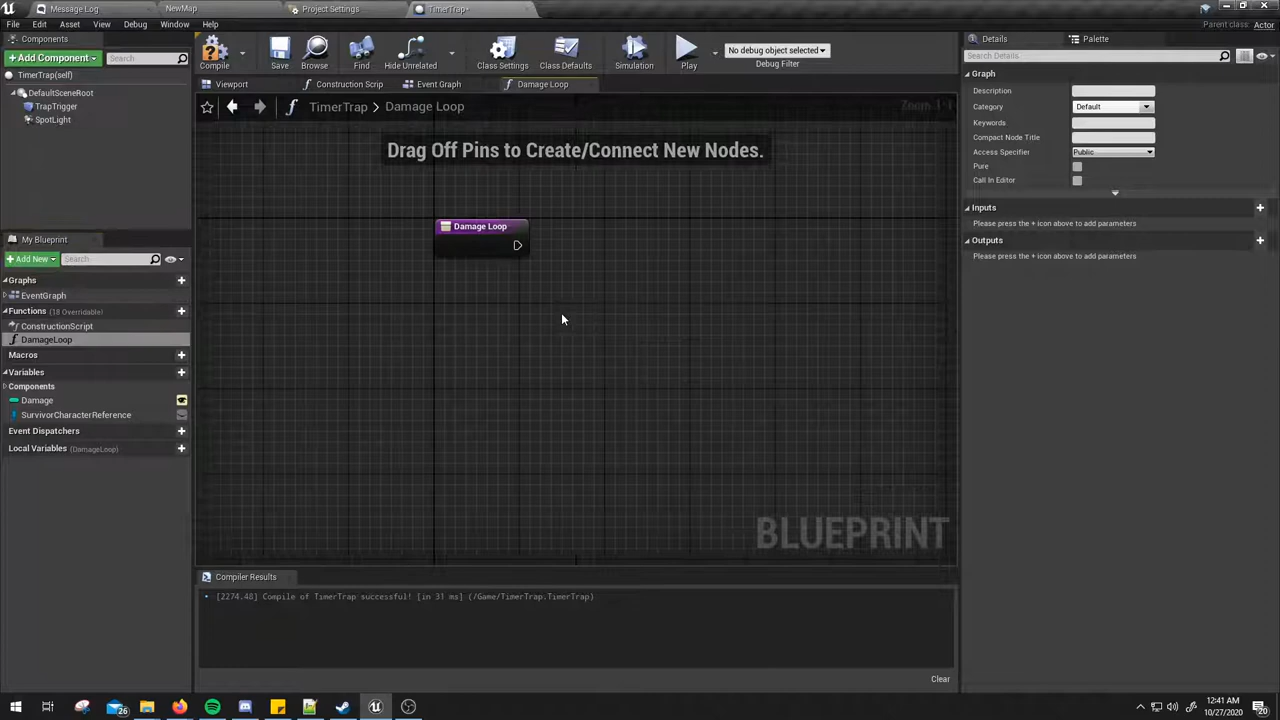 Message Log
NewMap
Project Settings
TimerTrap*
File
Edit
Asset
View
Debug
Window
Help
Parent class: Actor
Components
+Add Component
Search
TimerTrap(self)
DefaultSceneRoot
TrapTrigger
SpotLight
Compile
Save
Browse
Find
Hide Unrelated
Class Settings
Class Defaults
Simulation
Play
No debug object selected
Debug Filter
Viewport
Construction Scrip
Event Graph
Damage Loop
TimerTrap > Damage Loop
Zoom 1:1
Drag Off Pins to Create/Connect New Nodes.
Damage Loop
BLUEPRINT
My Blueprint
+Add New
Search
Graphs
EventGraph
Functions (18 Overridable)
ConstructionScript
DamageLoop
Macros
Variables
Components
Damage
SurvivorCharacterReference
Event Dispatchers
Local Variables (DamageLoop)
Compiler Results
[2274.48] Compile of TimerTrap successful! [in 31 ms] (/Game/TimerTrap.TimerTrap)
Clear
Details
Palette
Search Details
Graph
Description
Category
Default
Keywords
Compact Node Title
Access Specifier
Public
Pure
Call In Editor
Inputs
Please press the + icon above to add parameters
Outputs
Please press the + icon above to add parameters
26
12:41 AM
10/27/2020
20